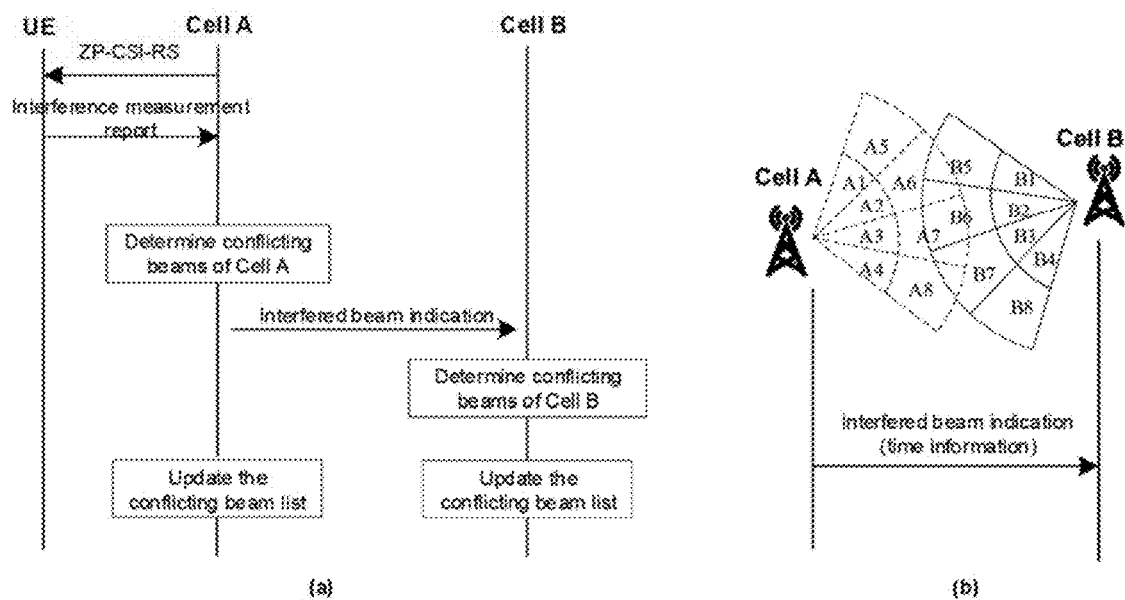 UE
Cell A
Cell B
ZP-CSI-RS
Interference measurement
report
Determine conflicting
beams of Cell A
Interfered beam indication
Determine conflicting
beams of Cell B
Update the
conflicting beam list
Update the
conflicting beam list
(a)
Cell A
Cell B
A5
A1
A6
A2
A3
A7
A4
A8
B5
B1
B2
B6
B3
B4
B7
B8
Interfered beam indication
(time information)
(b)